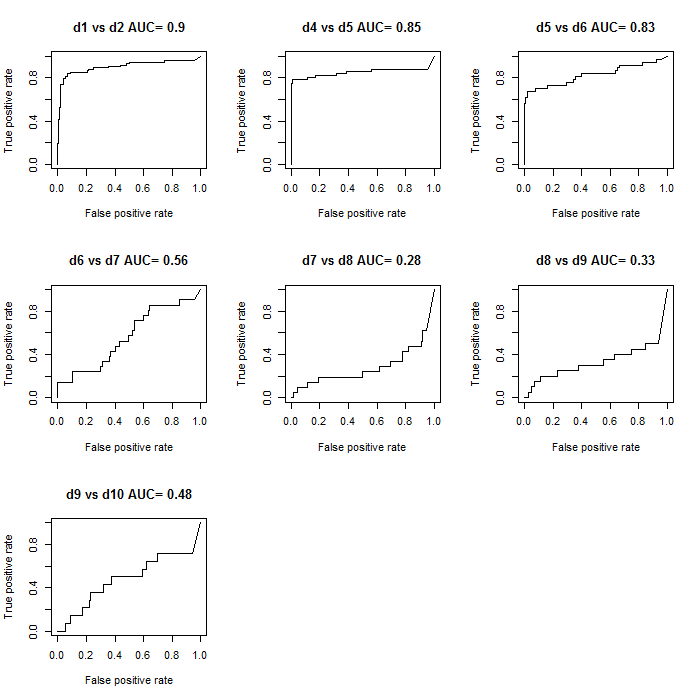 d1 vs d2 AUC= 0.9
True positive rate
0.0 0.4 0.8
0.0 0.2 0.4 0.6 0.8 1.0
False positive rate
d4 vs d5 AUC= 0.85
True positive rate
0.0 0.4 0.8
0.0 0.2 0.4 0.6 0.8 1.0
False positive rate
d5 vs d6 AUC= 0.83
True positive rate
0.0 0.4 0.8
0.0 0.2 0.4 0.6 0.8 1.0
False positive rate
d6 vs d7 AUC= 0.56
True positive rate
0.0 0.4 0.8
0.0 0.2 0.4 0.6 0.8 1.0
False positive rate
d7 vs d8 AUC= 0.28
True positive rate
0.0 0.4 0.8
0.0 0.2 0.4 0.6 0.8 1.0
False positive rate
d8 vs d9 AUC= 0.33
True positive rate
0.0 0.4 0.8
0.0 0.2 0.4 0.6 0.8 1.0
False positive rate
d9 vs d10 AUC= 0.48
True positive rate
0.0 0.4 0.8
0.0 0.2 0.4 0.6 0.8 1.0
False positive rate